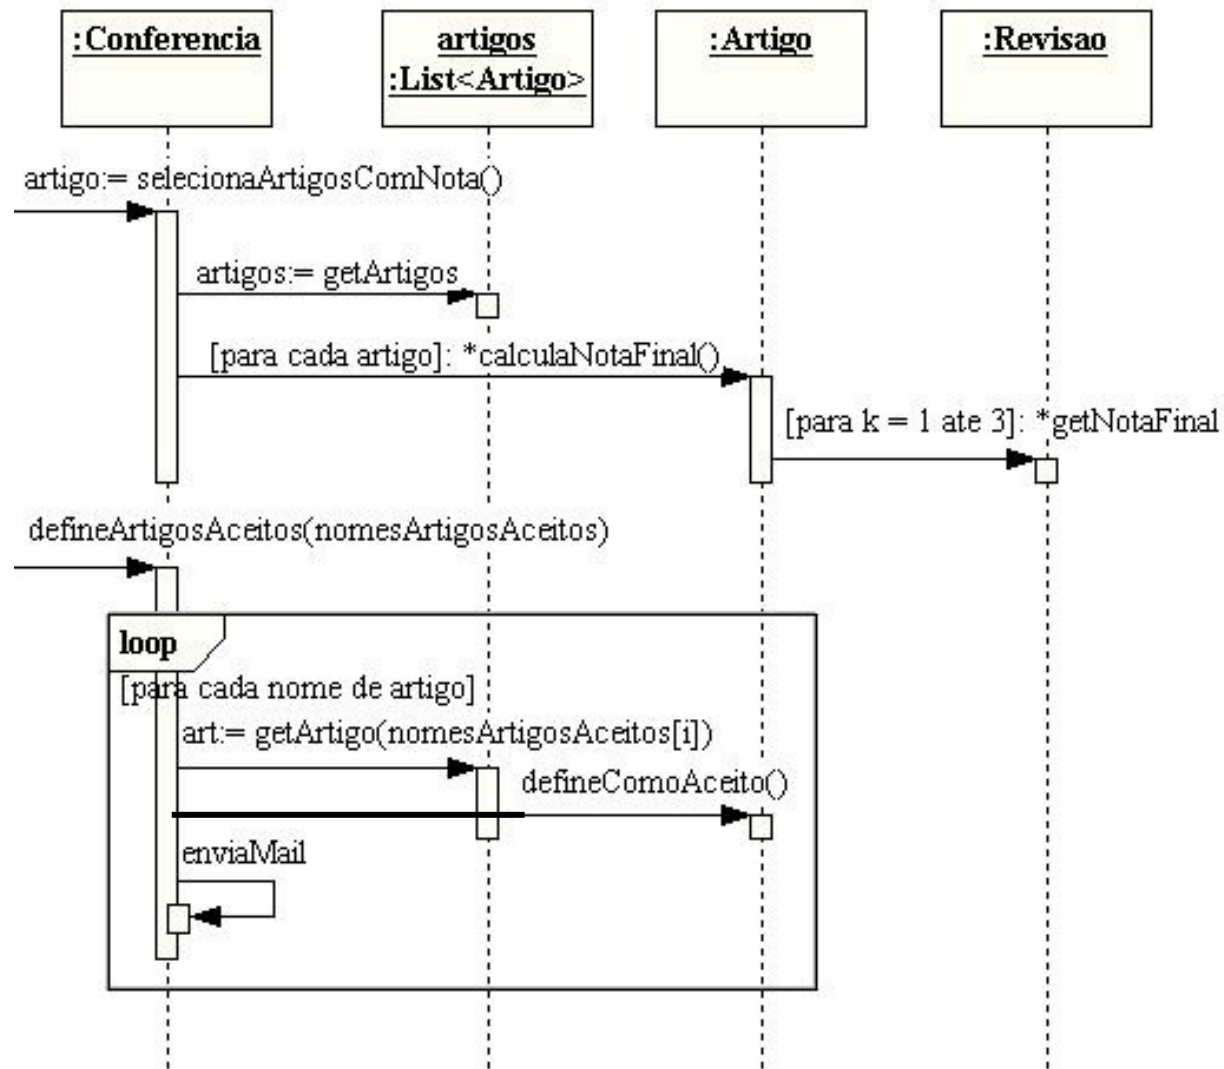 :Conferencia
artigos
:List<Artigo>
:Artigo
:Revisao
artigo:= selecionaArtigosComNota()
artigos:= getArtigos
[para cada artigo]: *calculaNotaFinal()
[para k = 1 ate 3]: *getNotaFinal
defineArtigosAceitos(nomesArtigosAceitos)
loop
[para cada nome de artigo]
art:= getArtigo(nomesArtigosAceitos[i])
defineComoAceito()
enviaMail